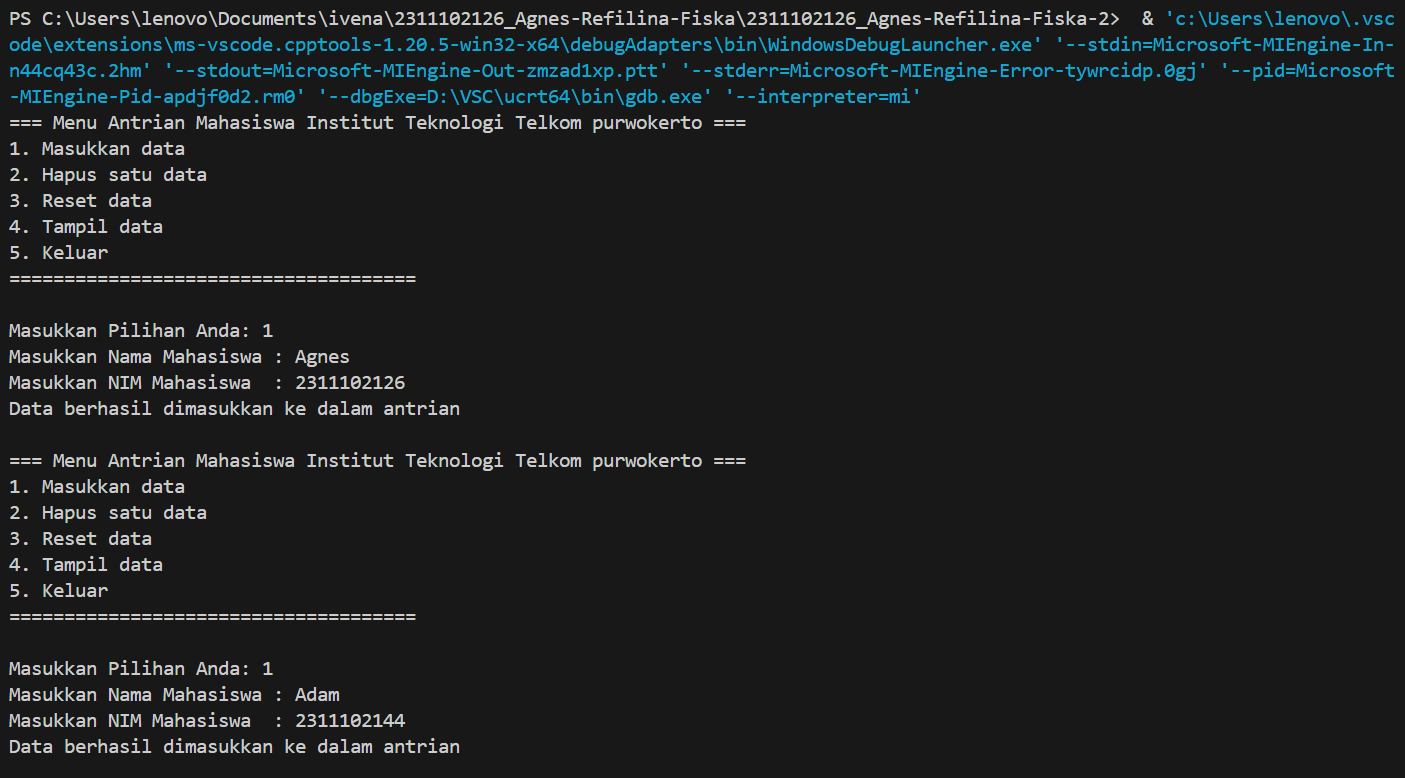 PS C:\Users\lenovo\Documents\ivena\2311102126_Agnes-Refilina-Fiska\2311102126_Agnes-Refilina-Fiska-2>  & 'c:\Users\lenovo\.vsc
ode\extensions\ms-vscode.cpptools-1.20.5-win32-x64\debugAdapters\bin\WindowsDebugLauncher.exe' '--stdin=Microsoft-MIEngine-In-
n44cq43c.2hm' '--stdout=Microsoft-MIEngine-Out-zmzad1xp.ptt' '--stderr=Microsoft-MIEngine-Error-tywrcidp.0gj' '--pid=Microsoft
-MIEngine-Pid-apdjf0d2.rm0' '--dbgExe=D:\VSC\ucrt64\bin\gdb.exe' '--interpreter=mi'
=== Menu Antrian Mahasiswa Institut Teknologi Telkom purwokerto ===
1. Masukkan data
2. Hapus satu data
3. Reset data
4. Tampil data
5. Keluar
=====================================

Masukkan Pilihan Anda: 1
Masukkan Nama Mahasiswa : Agnes
Masukkan NIM Mahasiswa  : 2311102126
Data berhasil dimasukkan ke dalam antrian

=== Menu Antrian Mahasiswa Institut Teknologi Telkom purwokerto ===
1. Masukkan data
2. Hapus satu data
3. Reset data
4. Tampil data
5. Keluar
=====================================

Masukkan Pilihan Anda: 1
Masukkan Nama Mahasiswa : Adam
Masukkan NIM Mahasiswa  : 2311102144
Data berhasil dimasukkan ke dalam antrian